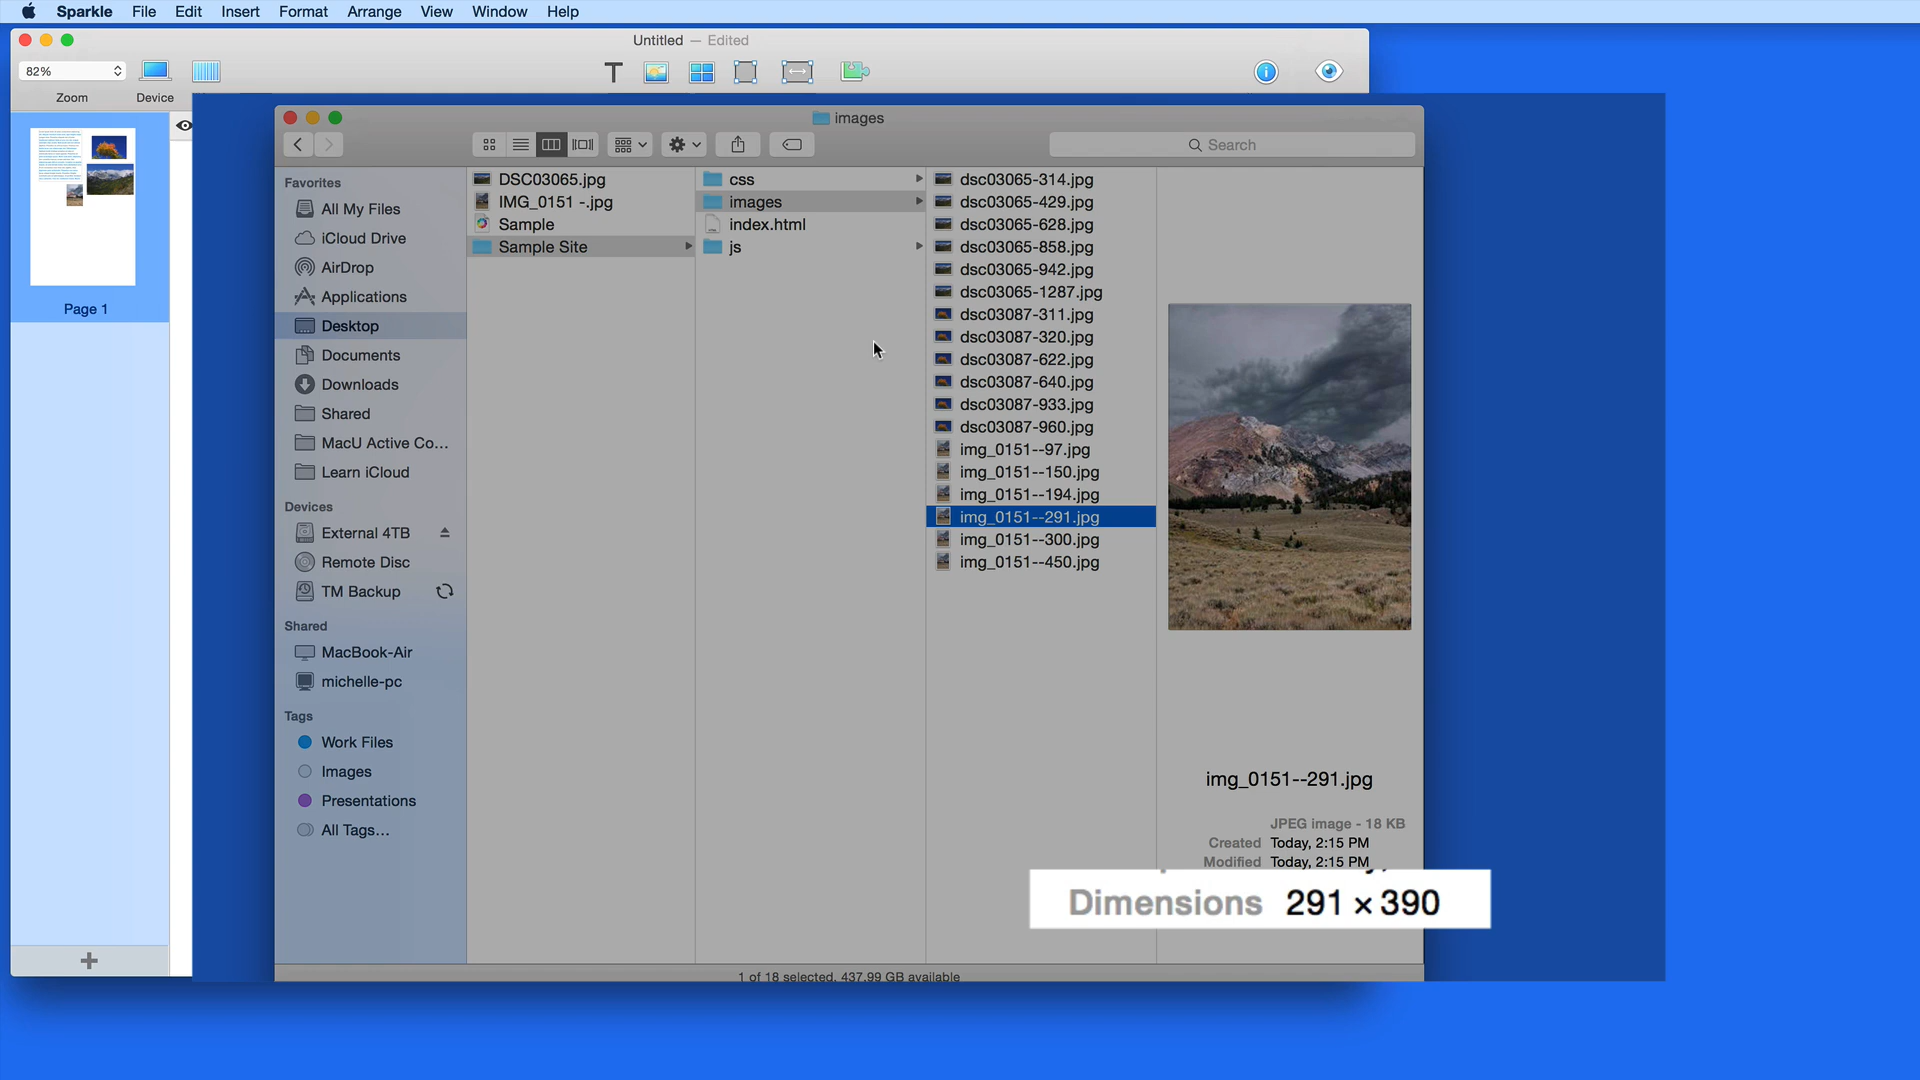 Sparkle File Edit Insert Format Arrange View Window Help
Untitled — Edited
82%
Zoom Device
Page 1
images
Search
Favorites
All My Files
iCloud Drive
AirDrop
Applications
Desktop
Documents
Downloads
Shared
MacU Active Co...
Learn iCloud
Devices
External 4TB
Remote Disc
TM Backup
Shared
MacBook-Air
michelle-pc
Tags
Work Files
Images
Presentations
All Tags...
DSC03065.jpg
IMG_0151 -.jpg
Sample
Sample Site
css
images
index.html
js
dsc03065-314.jpg
dsc03065-429.jpg
dsc03065-628.jpg
dsc03065-858.jpg
dsc03065-942.jpg
dsc03065-1287.jpg
dsc03087-311.jpg
dsc03087-320.jpg
dsc03087-622.jpg
dsc03087-640.jpg
dsc03087-933.jpg
dsc03087-960.jpg
img_0151--97.jpg
img_0151--150.jpg
img_0151--194.jpg
img_0151--291.jpg
img_0151--300.jpg
img_0151--450.jpg
img_0151--291.jpg
JPEG image - 18 KB
Created Today, 2:15 PM
Modified Today, 2:15 PM
Dimensions 291 × 390
1 of 18 selected, 437.99 GB available